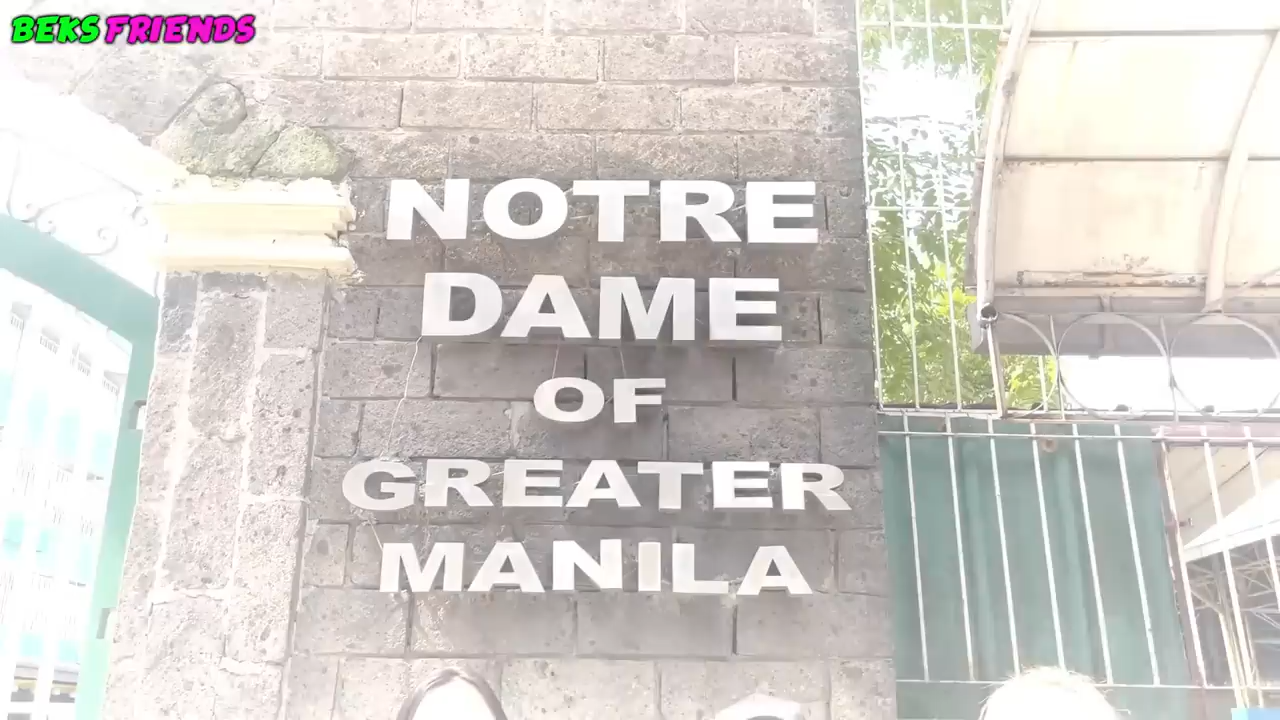 BEKS FRIENDS
NOTRE
DAME
OF
GREATER
MANILA